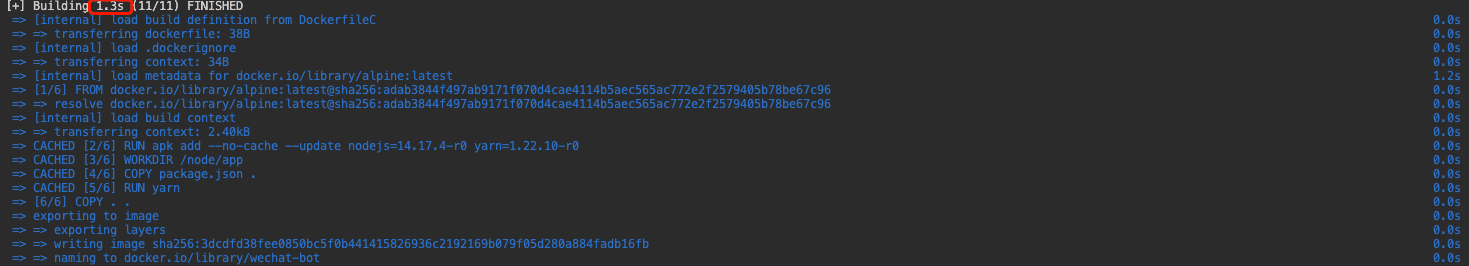 [+] Building 1.3s (11/11) FINISHED
=> [internal] load build definition from DockerfileC 0.0s
=> => transferring dockerfile: 38B 0.0s
=> [internal] load .dockerignore 0.0s
=> => transferring context: 34B 0.0s
=> [internal] load metadata for docker.io/library/alpine:latest 1.2s
=> [1/6] FROM docker.io/library/alpine:latest@sha256:adab3844f497ab9171f070d4cae4114b5aec565ac772e2f2579405b78be67c96 0.0s
=> => resolve docker.io/library/alpine:latest@sha256:adab3844f497ab9171f070d4cae4114b5aec565ac772e2f2579405b78be67c96 0.0s
=> [internal] load build context 0.0s
=> => transferring context: 2.40kB 0.0s
=> CACHED [2/6] RUN apk add --no-cache --update nodejs=14.17.4-r0 yarn=1.22.10-r0 0.0s
=> CACHED [3/6] WORKDIR /node/app 0.0s
=> CACHED [4/6] COPY package.json . 0.0s
=> CACHED [5/6] RUN yarn 0.0s
=> [6/6] COPY . . 0.0s
=> exporting to image 0.0s
=> => exporting layers 0.0s
=> => writing image sha256:3dcdfd38fee0850bc5f0b441415826936c2192169b079f05d280a884fadb16fb 0.0s
=> => naming to docker.io/library/wechat-bot 0.0s